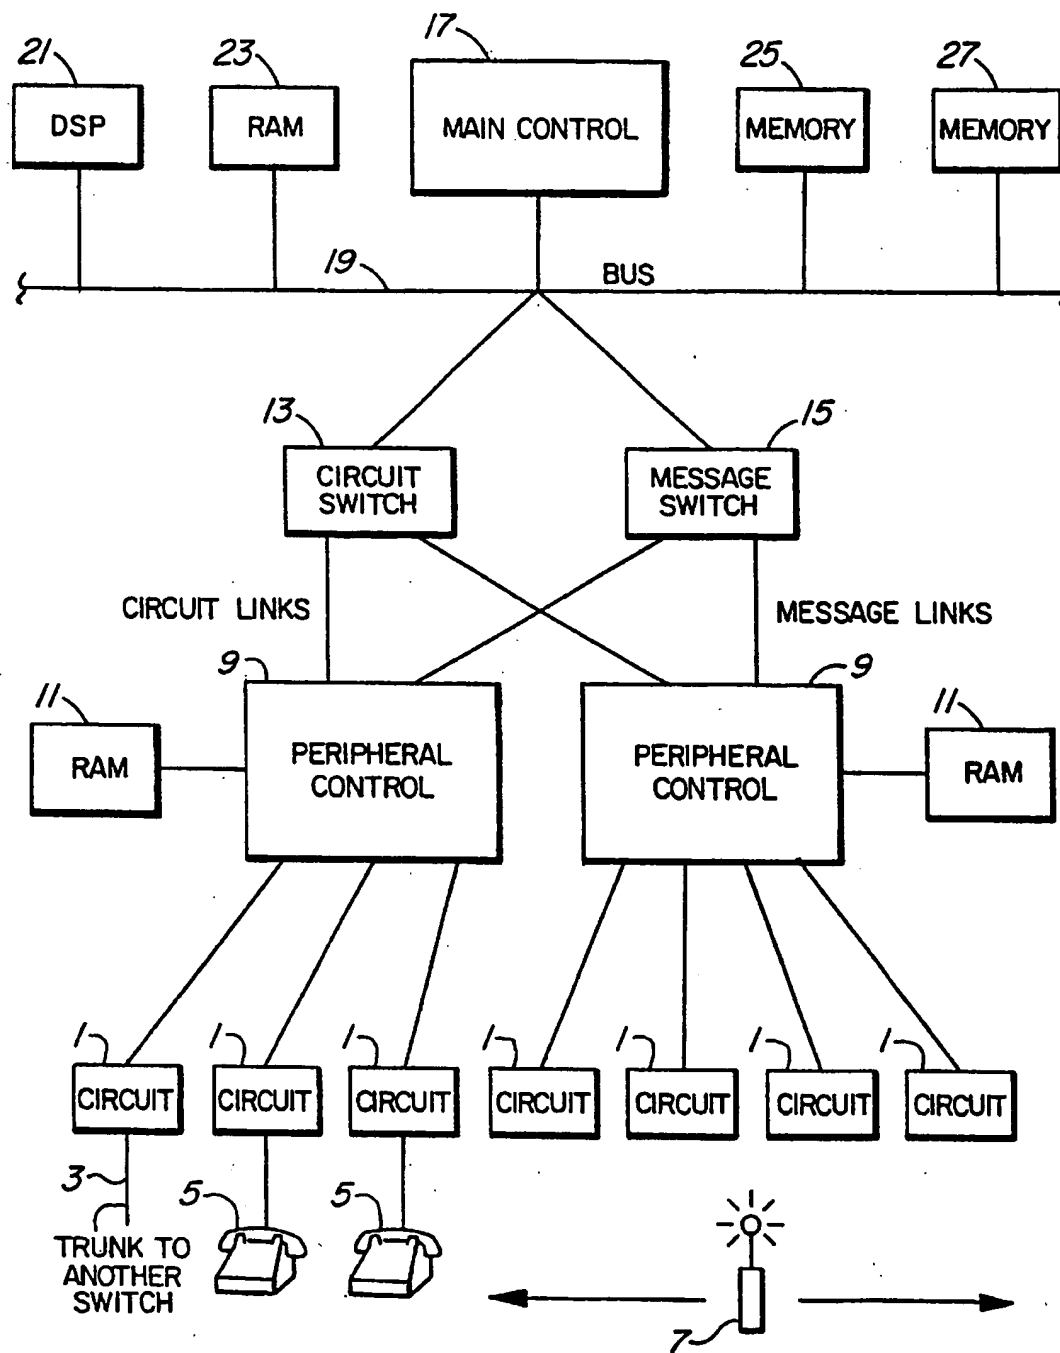 21 23 17 25 27
DSP RAM MAIN CONTROL MEMORY MEMORY
19 BUS
13 15
CIRCUIT
SWITCH
MESSAGE
SWITCH
CIRCUIT LINKS MESSAGE LINKS
9 9
11 11
RAM
PERIPHERAL
CONTROL
PERIPHERAL
CONTROL
RAM
1 1 1 1 1 1 1
CIRCUIT CIRCUIT CIRCUIT CIRCUIT CIRCUIT CIRCUIT CIRCUIT
3 5 5
TRUNK TO
ANOTHER
SWITCH
7